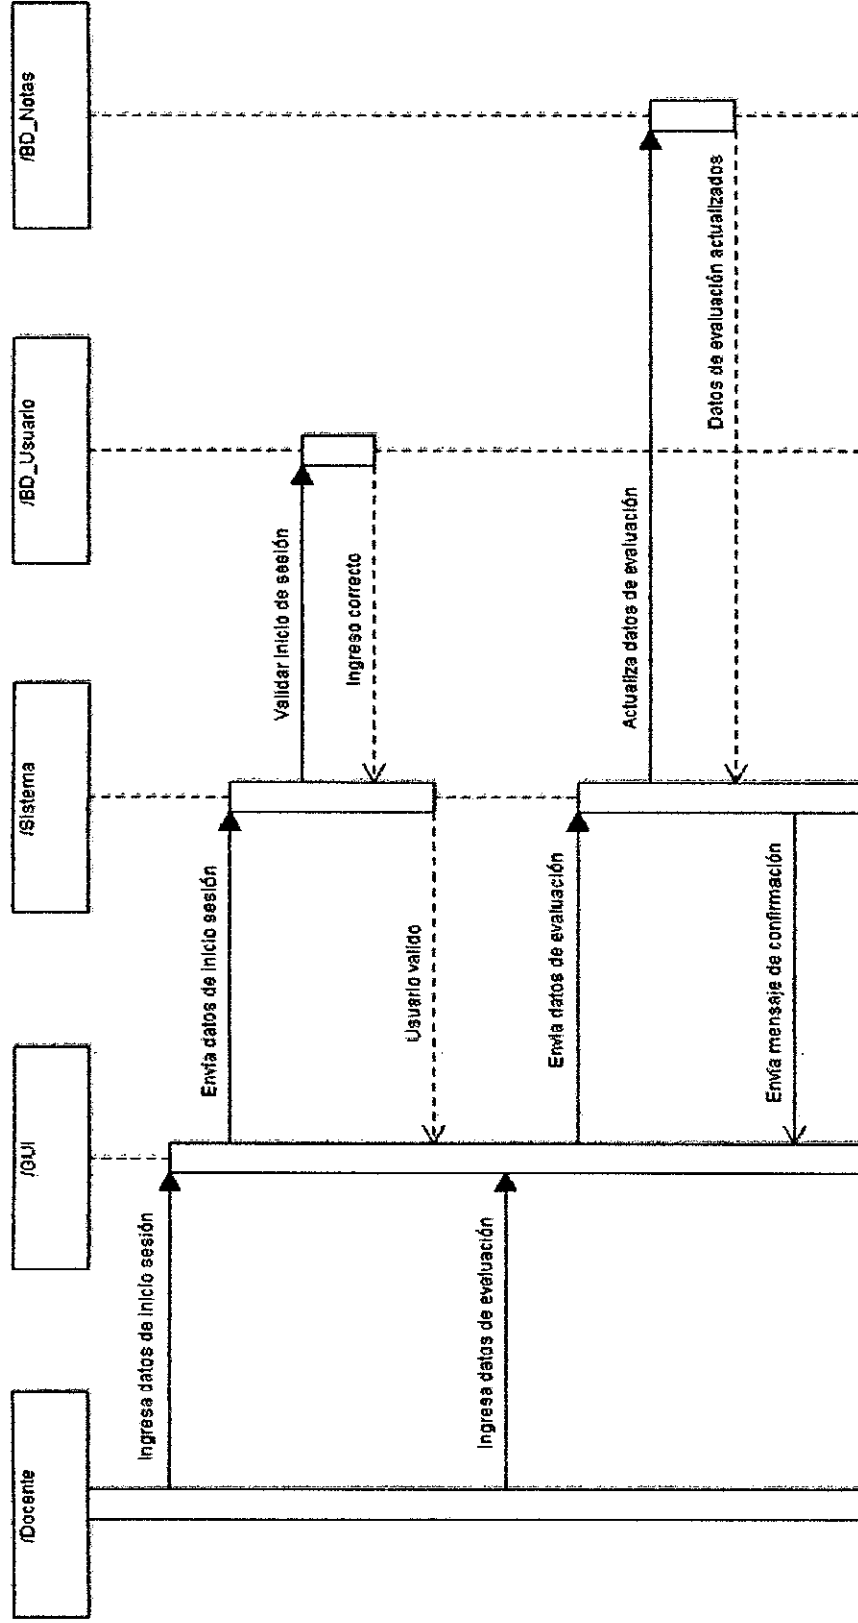 /Docente
/GUI
/Sistema
/BD_Usuario
/BD_Notas
Ingresa datos de inicio sesión
Envía datos de inicio sesión
Validar inicio de sesión
Ingreso correcto
Usuario valido
Ingresa datos de evaluación
Envía datos de evaluación
Actualiza datos de evaluación
Datos de evaluación actualizados
Envía mensaje de confirmación